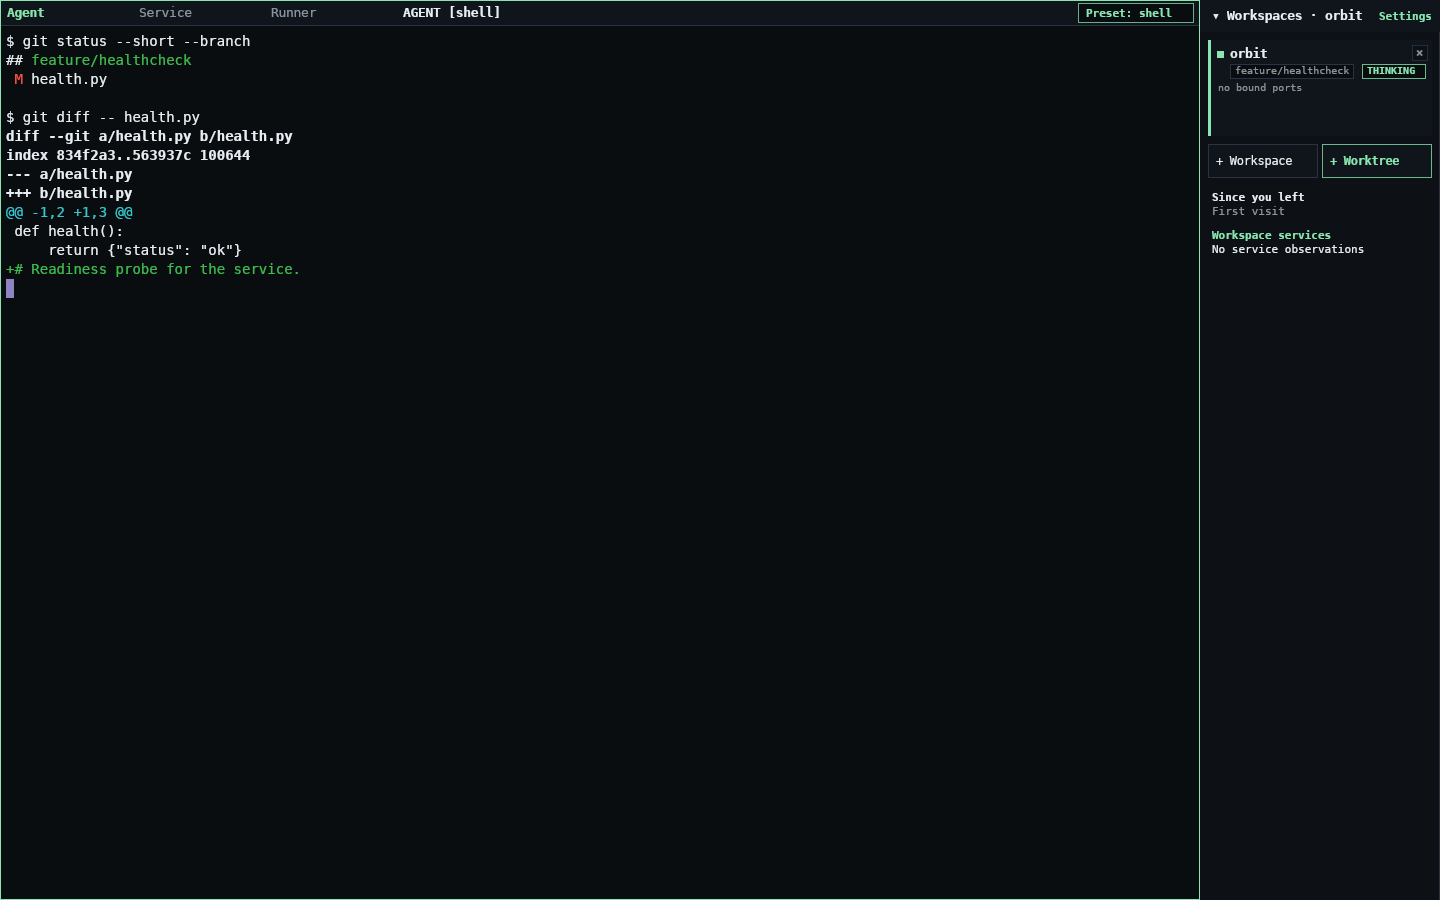 Agent Service Runner AGENT [shell] Preset: shell
$ git status --short --branch
## feature/healthcheck
 M health.py

$ git diff -- health.py
diff --git a/health.py b/health.py
index 834f2a3..563937c 100644
--- a/health.py
+++ b/health.py
@@ -1,2 +1,3 @@
 def health():
     return {"status": "ok"}
+# Readiness probe for the service.
▾ Workspaces · orbit Settings
orbit ×
feature/healthcheck THINKING
no bound ports
+ Workspace + Worktree
Since you left
First visit
Workspace services
No service observations